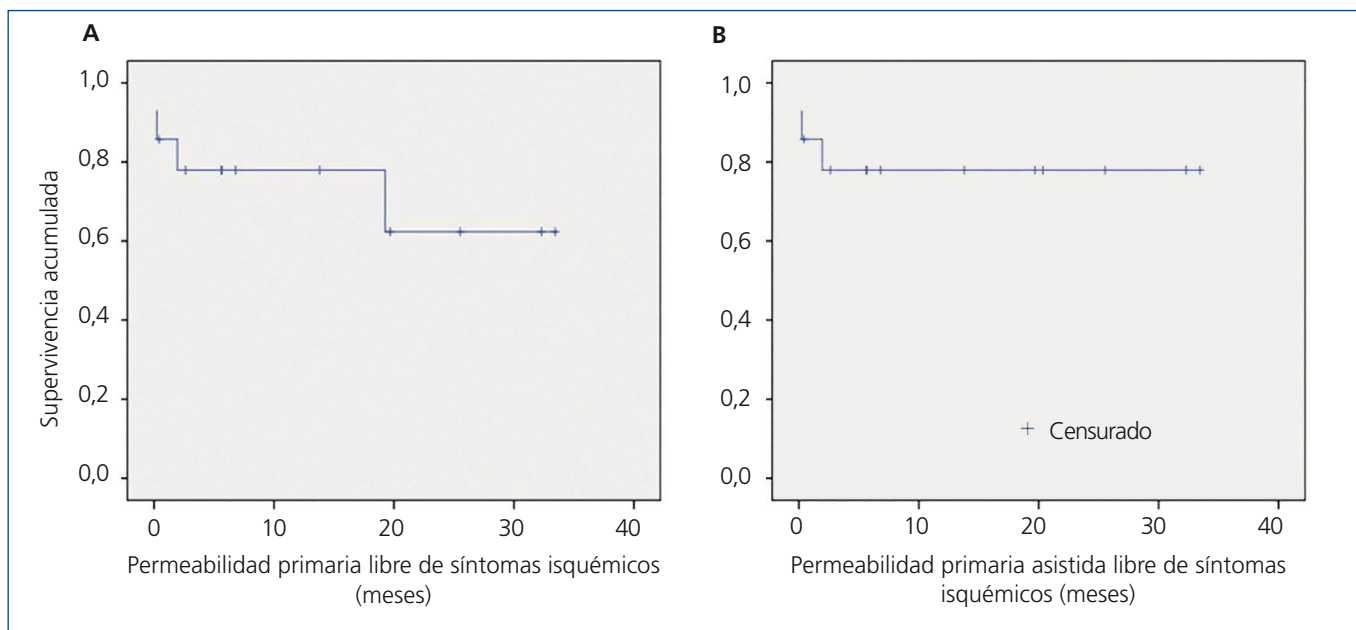 A
Supervivencia acumulada
1,0
0,8
0,6
0,4
0,2
0,0
0 10 20 30 40
Permeabilidad primaria libre de síntomas isquémicos
(meses)
B
1,0
0,8
0,6
0,4
0,2
0,0
Censurado
0 10 20 30 40
Permeabilidad primaria asistida libre de síntomas
isquémicos (meses)